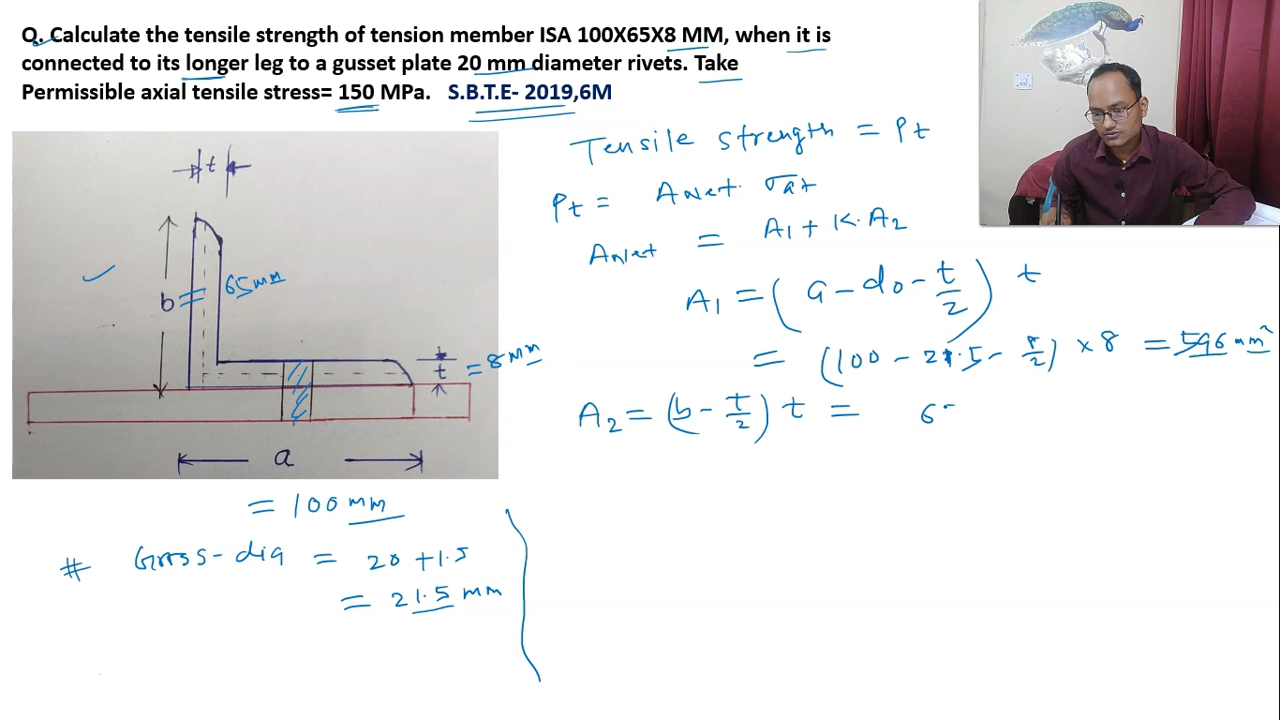 Q. Calculate the tensile strength of tension member ISA 100X65X8 MM, when it is
connected to its longer leg to a gusset plate 20 mm diameter rivets. Take
Permissible axial tensile stress= 150 MPa. S.B.T.E- 2019,6M
t
b
65mm
t = 8mm
a
= 100 mm
# Gross-dia = 20 +1.5
= 21.5 mm
Tensile strength = Pt
Pt = Anet. σat
Anet = A1 + K. A2
A1 = (a - do - t/2) t
= (100 - 21.5 - 8/2) × 8 = 596 mm²
A2 = (b - t/2) t = 6